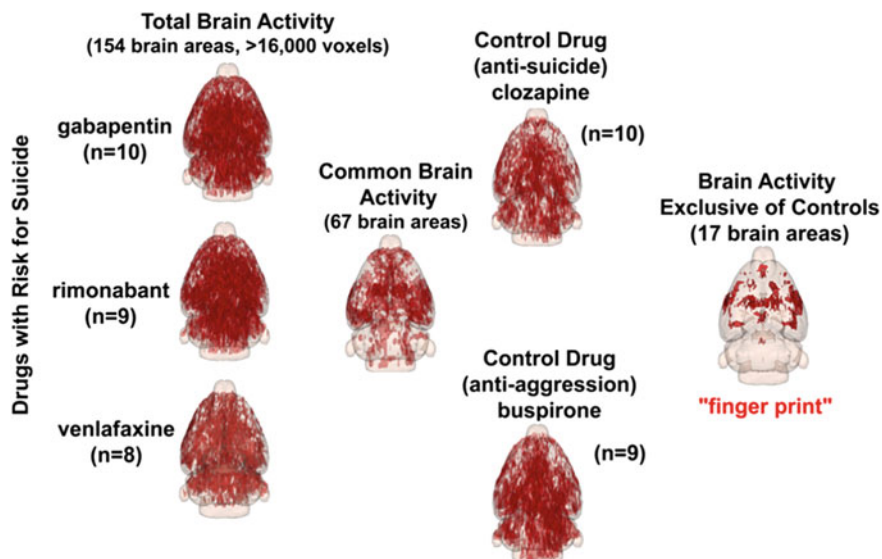 Total Brain Activity
(154 brain areas, >16,000 voxels)
Drugs with Risk for Suicide
gabapentin
(n=10)
rimonabant
(n=9)
venlafaxine
(n=8)
Common Brain
Activity
(67 brain areas)
Control Drug
(anti-suicide)
clozapine
(n=10)
Control Drug
(anti-aggression)
buspirone
(n=9)
Brain Activity
Exclusive of Controls
(17 brain areas)
"finger print"